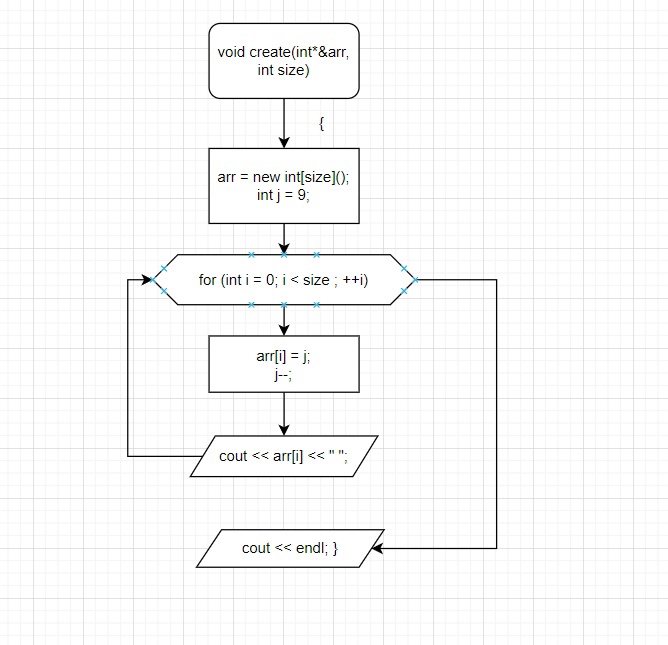 void create(int*&arr,
int size)
{
arr = new int[size]();
int j = 9;
for (int i = 0; i < size ; ++i)
arr[i] = j;
j--;
cout << arr[i] << " ";
cout << endl; }